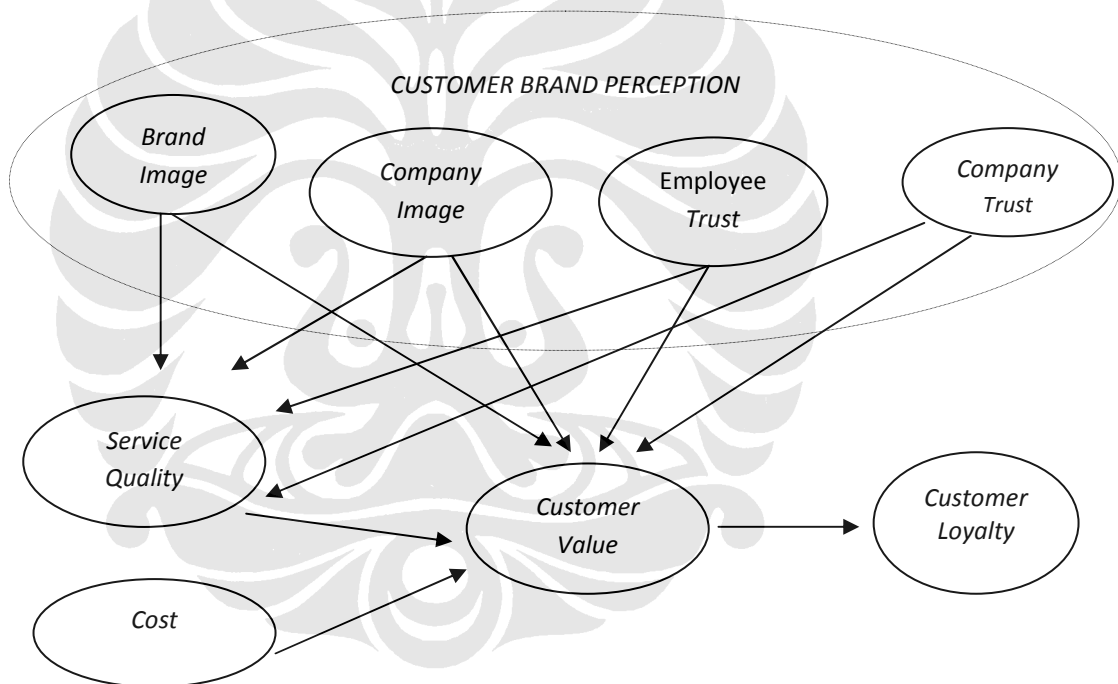 CUSTOMER BRAND PERCEPTION
Brand
Image
Company
Image
Employee
Trust
Company
Trust
Service
Quality
Customer
Value
Customer
Loyalty
Cost